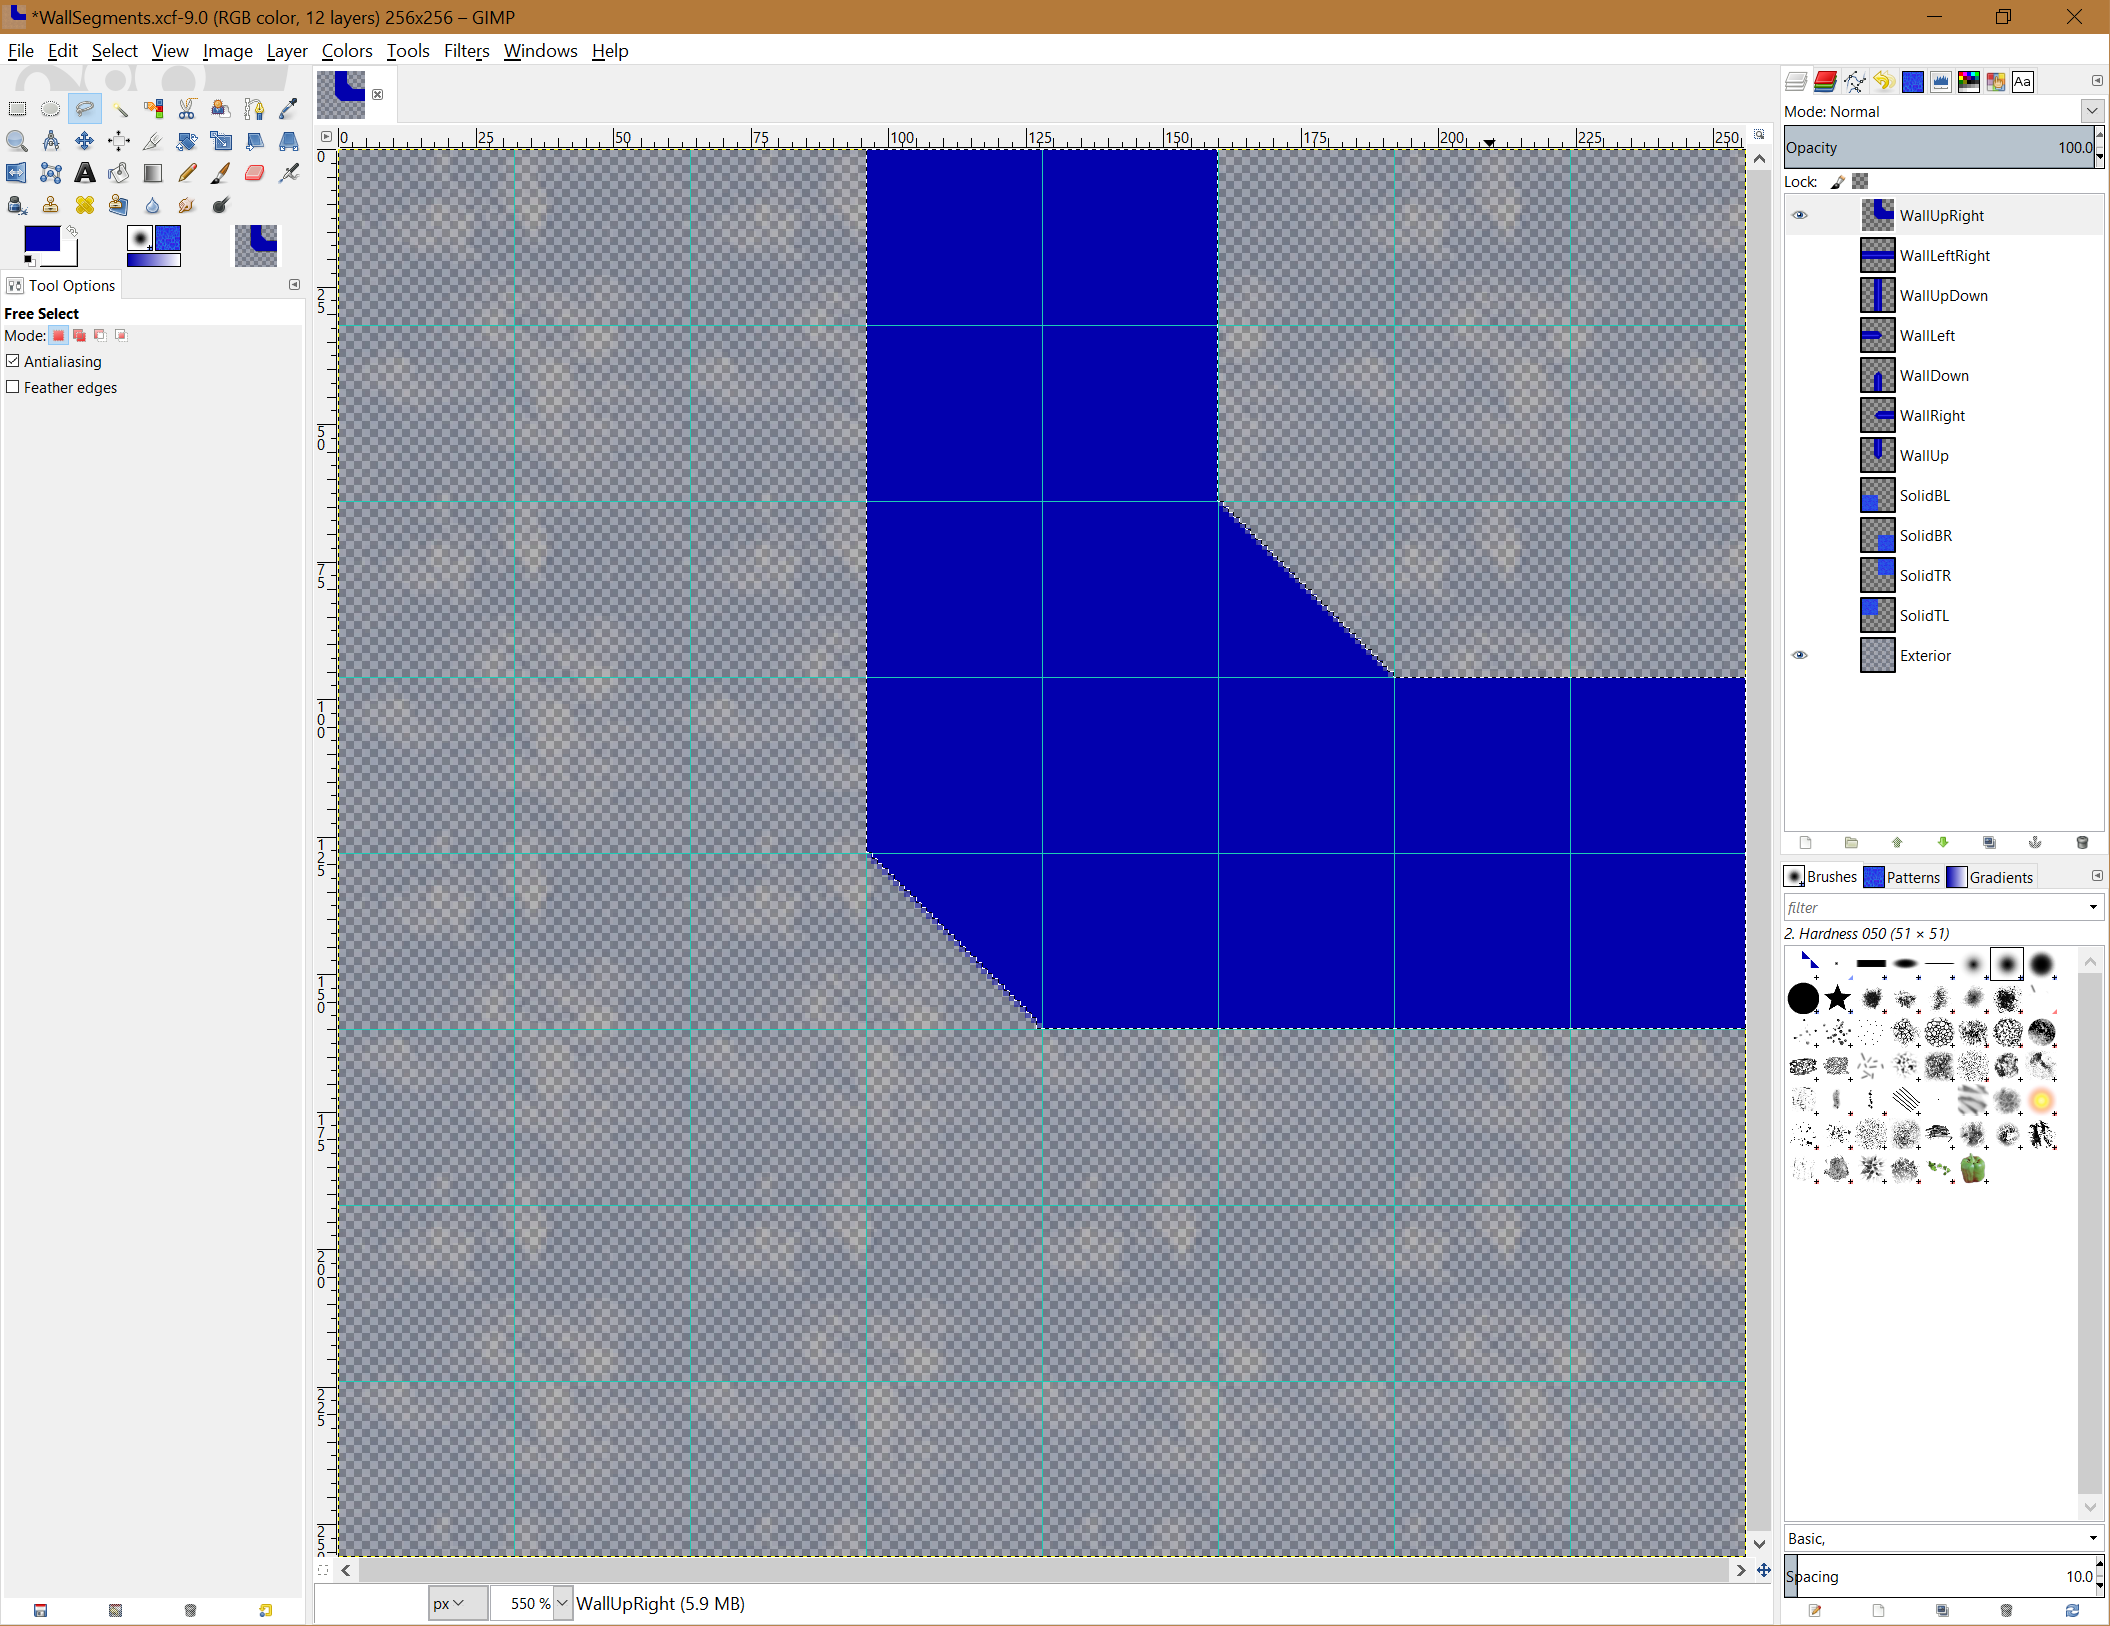 *WallSegments.xcf-9.0 (RGB color, 12 layers) 256x256 – GIMP
File Edit Select View Image Layer Colors Tools Filters Windows Help
Mode: Normal
Opacity 100.0
Lock:
0 25 50 75 100 125 150 175 200 225 250
0
25
50
75
100
125
150
175
200
225
250
Tool Options
Free Select
Mode:
Antialiasing
Feather edges
Aa
WallUpRight
WallLeftRight
WallUpDown
WallLeft
WallDown
WallRight
WallUp
SolidBL
SolidBR
SolidTR
SolidTL
Exterior
Brushes Patterns Gradients
filter
2. Hardness 050 (51 × 51)
Basic,
Spacing 10.0
px 550 % WallUpRight (5.9 MB)